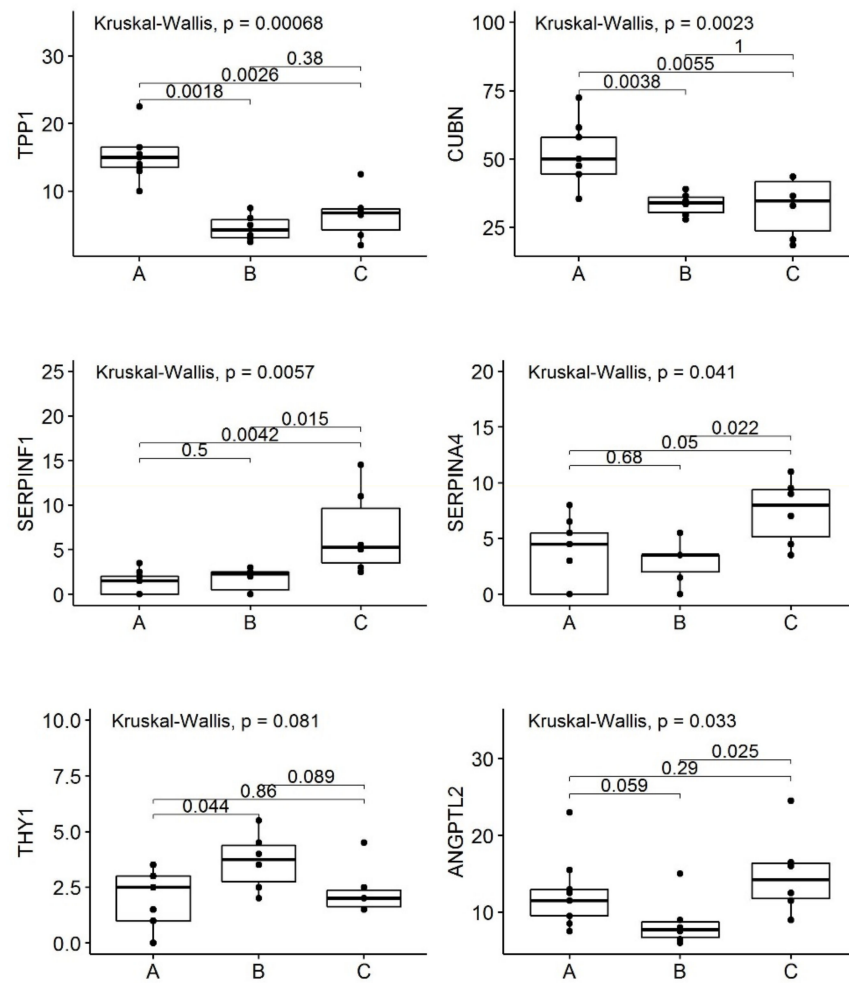 Kruskal-Wallis, p = 0.00068
TPP1
30
20
10
0.38
0.0026
0.0018
A B C
Kruskal-Wallis, p = 0.0023
CUBN
100
75
50
25
1
0.0055
0.0038
A B C
Kruskal-Wallis, p = 0.0057
SERPINF1
25
20
15
10
5
0
0.015
0.0042
0.5
A B C
Kruskal-Wallis, p = 0.041
SERPINA4
20
15
10
5
0
0.022
0.05
0.68
A B C
Kruskal-Wallis, p = 0.081
THY1
10.0
7.5
5.0
2.5
0.0
0.089
0.86
0.044
A B C
Kruskal-Wallis, p = 0.033
ANGPTL2
30
20
10
0.025
0.29
0.059
A B C